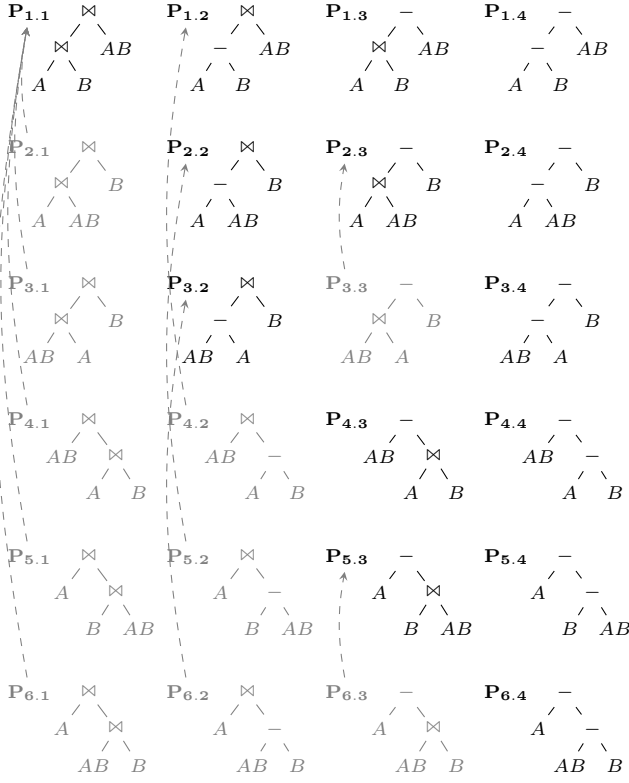 P1.1 ⋈ P1.2 ⋈ P1.3 − P1.4 −
⋈ AB − AB ⋈ AB − AB
A B A B A B A B
P2.1 ⋈ P2.2 ⋈ P2.3 − P2.4 −
⋈ B − B ⋈ B − B
A AB A AB A AB A AB
P3.1 ⋈ P3.2 ⋈ P3.3 − P3.4 −
⋈ B − B ⋈ B − B
AB A AB A AB A AB A
P4.1 ⋈ P4.2 ⋈ P4.3 − P4.4 −
AB ⋈ AB − AB ⋈ AB −
A B A B A B A B
P5.1 ⋈ P5.2 ⋈ P5.3 − P5.4 −
A ⋈ A − A ⋈ A −
B AB B AB B AB B AB
P6.1 ⋈ P6.2 ⋈ P6.3 − P6.4 −
A ⋈ A − A ⋈ A −
AB B AB B AB B AB B